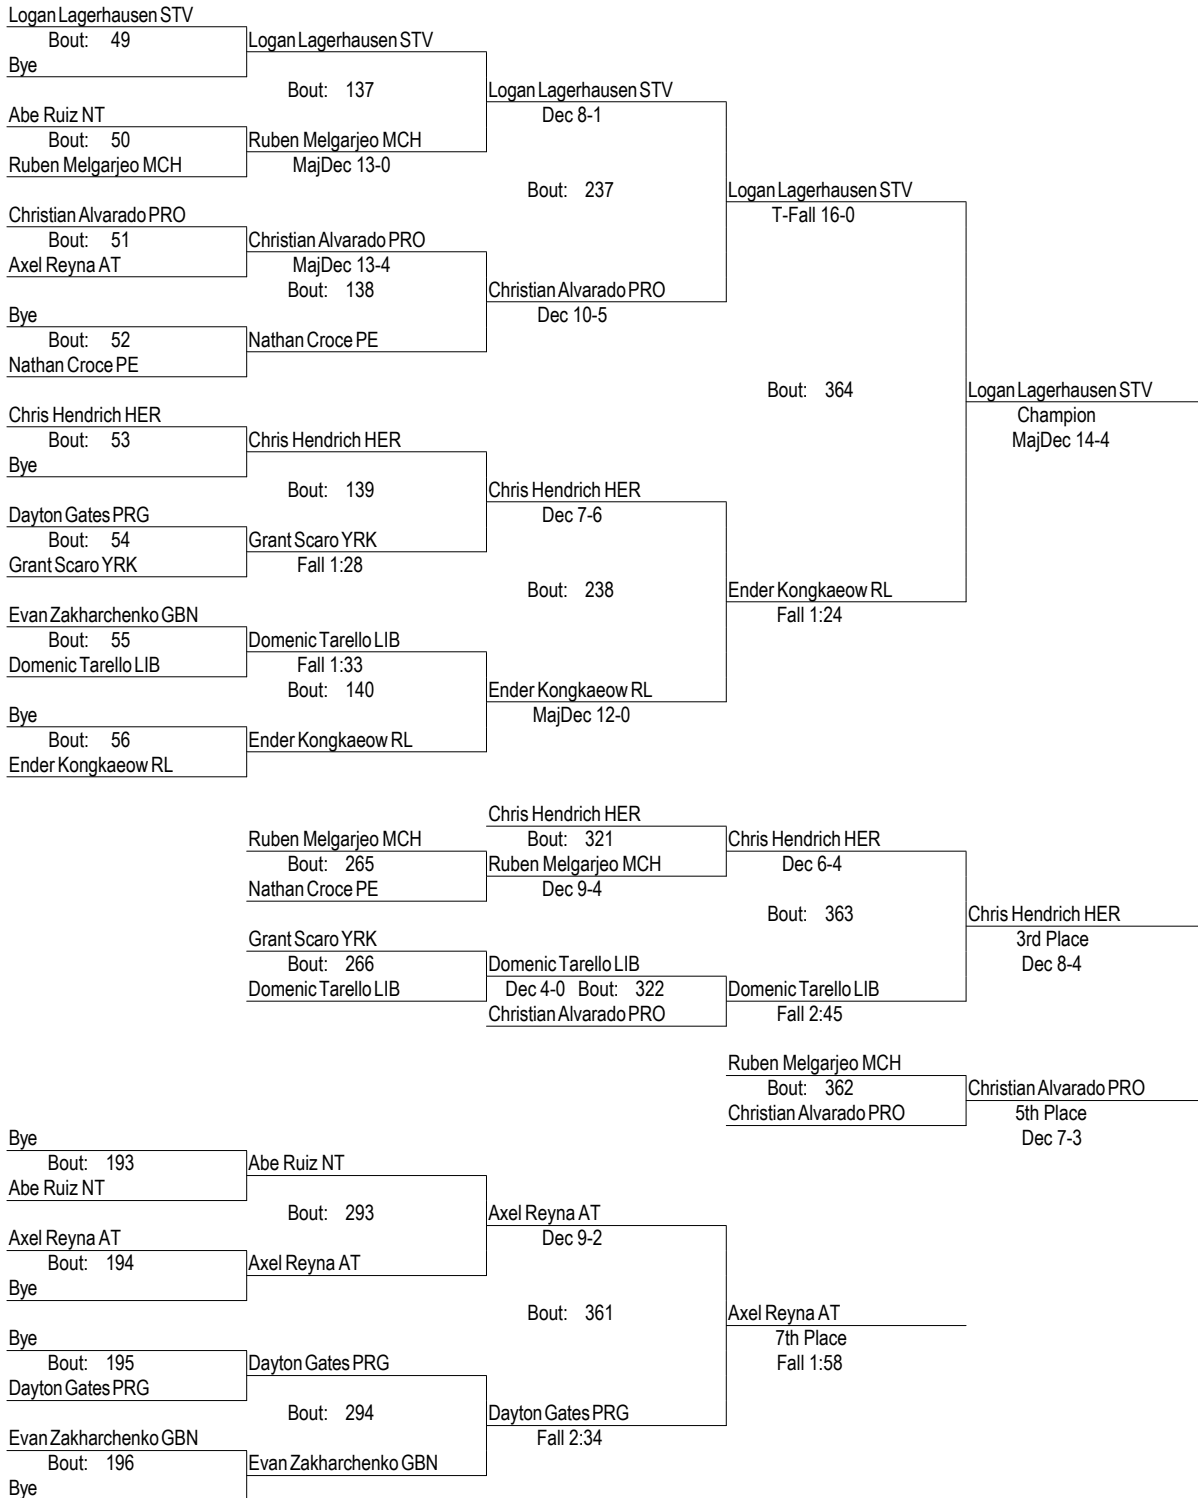 Logan Lagerhausen STV
Bout: 49
Logan Lagerhausen STV
Bye
Bout: 137
Logan Lagerhausen STV
Abe Ruiz NT
Dec 8-1
Bout: 50
Ruben Melgarjeo MCH
Ruben Melgarjeo MCH
MajDec 13-0
Bout: 237
Logan Lagerhausen STV
Christian Alvarado PRO
T-Fall 16-0
Bout: 51
Christian Alvarado PRO
Axel Reyna AT
MajDec 13-4
Bout: 138
Christian Alvarado PRO
Bye
Dec 10-5
Bout: 52
Nathan Croce PE
Nathan Croce PE
Bout: 364
Logan Lagerhausen STV
Chris Hendrich HER
Champion
Bout: 53
Chris Hendrich HER
MajDec 14-4
Bye
Bout: 139
Chris Hendrich HER
Dayton Gates PRG
Dec 7-6
Bout: 54
Grant Scaro YRK
Grant Scaro YRK
Fall 1:28
Bout: 238
Ender Kongkaeow RL
Evan Zakharchenko GBN
Fall 1:24
Bout: 55
Domenic Tarello LIB
Domenic Tarello LIB
Fall 1:33
Bout: 140
Ender Kongkaeow RL
Bye
MajDec 12-0
Bout: 56
Ender Kongkaeow RL
Ender Kongkaeow RL
Chris Hendrich HER
Ruben Melgarjeo MCH
Bout: 321
Chris Hendrich HER
Bout: 265
Ruben Melgarjeo MCH
Dec 6-4
Nathan Croce PE
Dec 9-4
Bout: 363
Chris Hendrich HER
Grant Scaro YRK
3rd Place
Bout: 266
Domenic Tarello LIB
Dec 8-4
Domenic Tarello LIB
Dec 4-0 Bout: 322
Domenic Tarello LIB
Christian Alvarado PRO
Fall 2:45
Ruben Melgarjeo MCH
Bout: 362
Christian Alvarado PRO
Christian Alvarado PRO
5th Place
Bye
Dec 7-3
Bout: 193
Abe Ruiz NT
Abe Ruiz NT
Bout: 293
Axel Reyna AT
Axel Reyna AT
Dec 9-2
Bout: 194
Axel Reyna AT
Bye
Bout: 361
Axel Reyna AT
Bye
7th Place
Bout: 195
Dayton Gates PRG
Fall 1:58
Dayton Gates PRG
Bout: 294
Dayton Gates PRG
Evan Zakharchenko GBN
Fall 2:34
Bout: 196
Evan Zakharchenko GBN
Bye